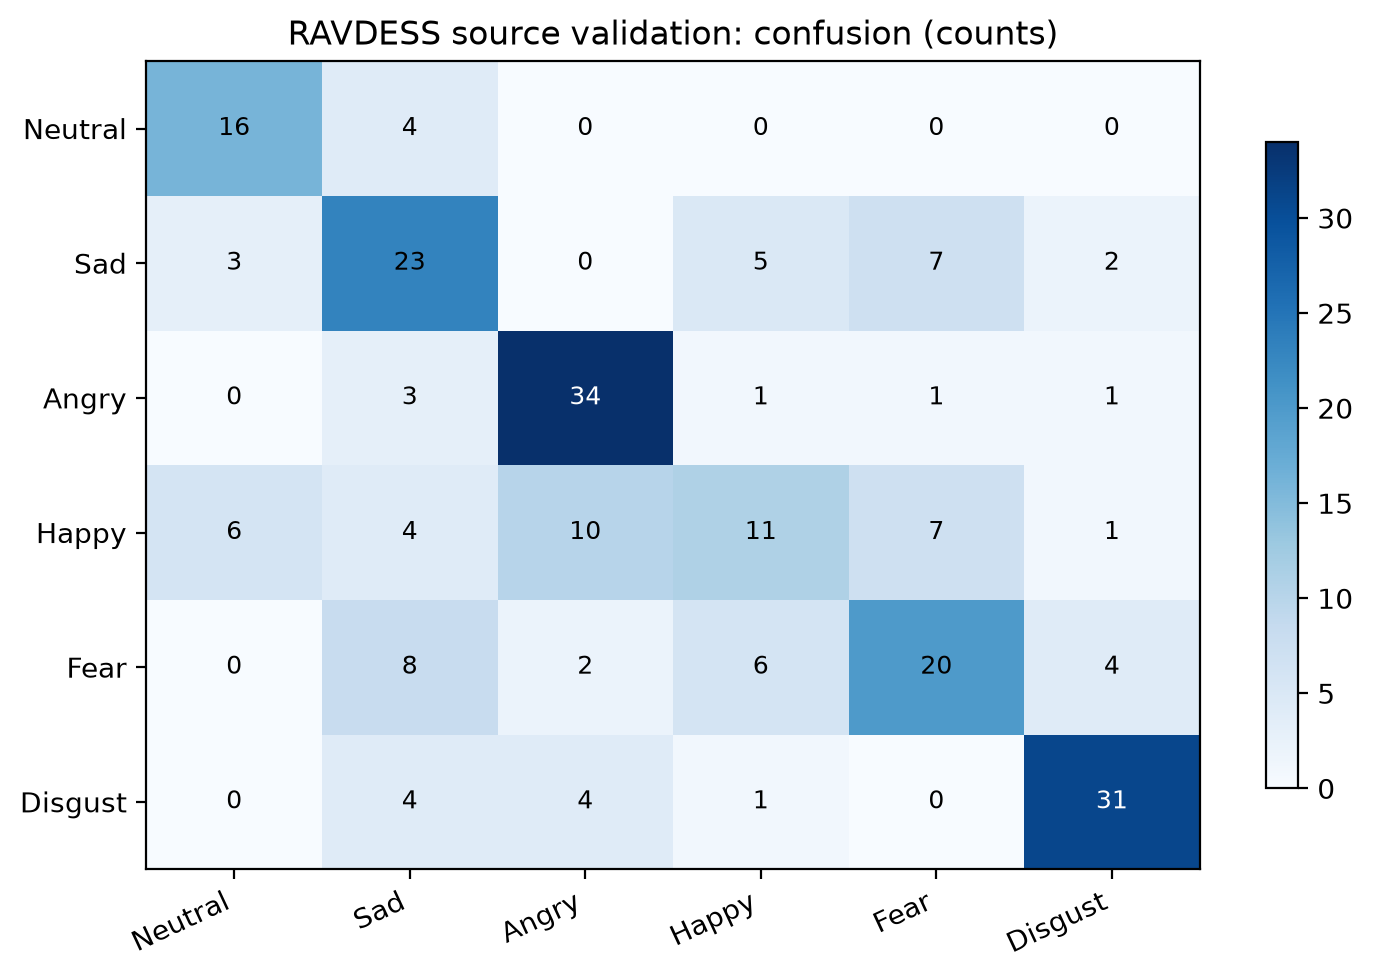 RAVDESS source validation: confusion (counts)
Neutral 16 4 0 0 0 0
Sad 3 23 0 5 7 2
Angry 0 3 34 1 1 1
Happy 6 4 10 11 7 1
Fear 0 8 2 6 20 4
Disgust 0 4 4 1 0 31
Neutral Sad Angry Happy Fear Disgust
30
25
20
15
10
5
0